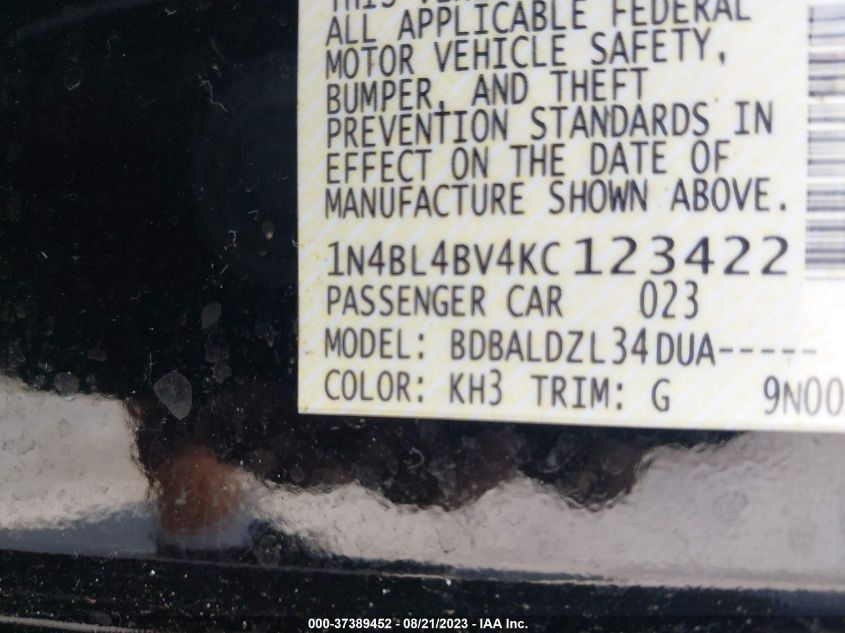 ALL APPLICABLE FEDERAL
MOTOR VEHICLE SAFETY,
BUMPER, AND THEFT
PREVENTION STANDARDS IN
EFFECT ON THE DATE OF
MANUFACTURE SHOWN ABOVE.
1N4BL4BV4KC123422
PASSENGER CAR 023
MODEL: BDBALDZL34DUA-----
COLOR: KH3 TRIM: G 9N00
000-37389452 - 08/21/2023 - IAA Inc.